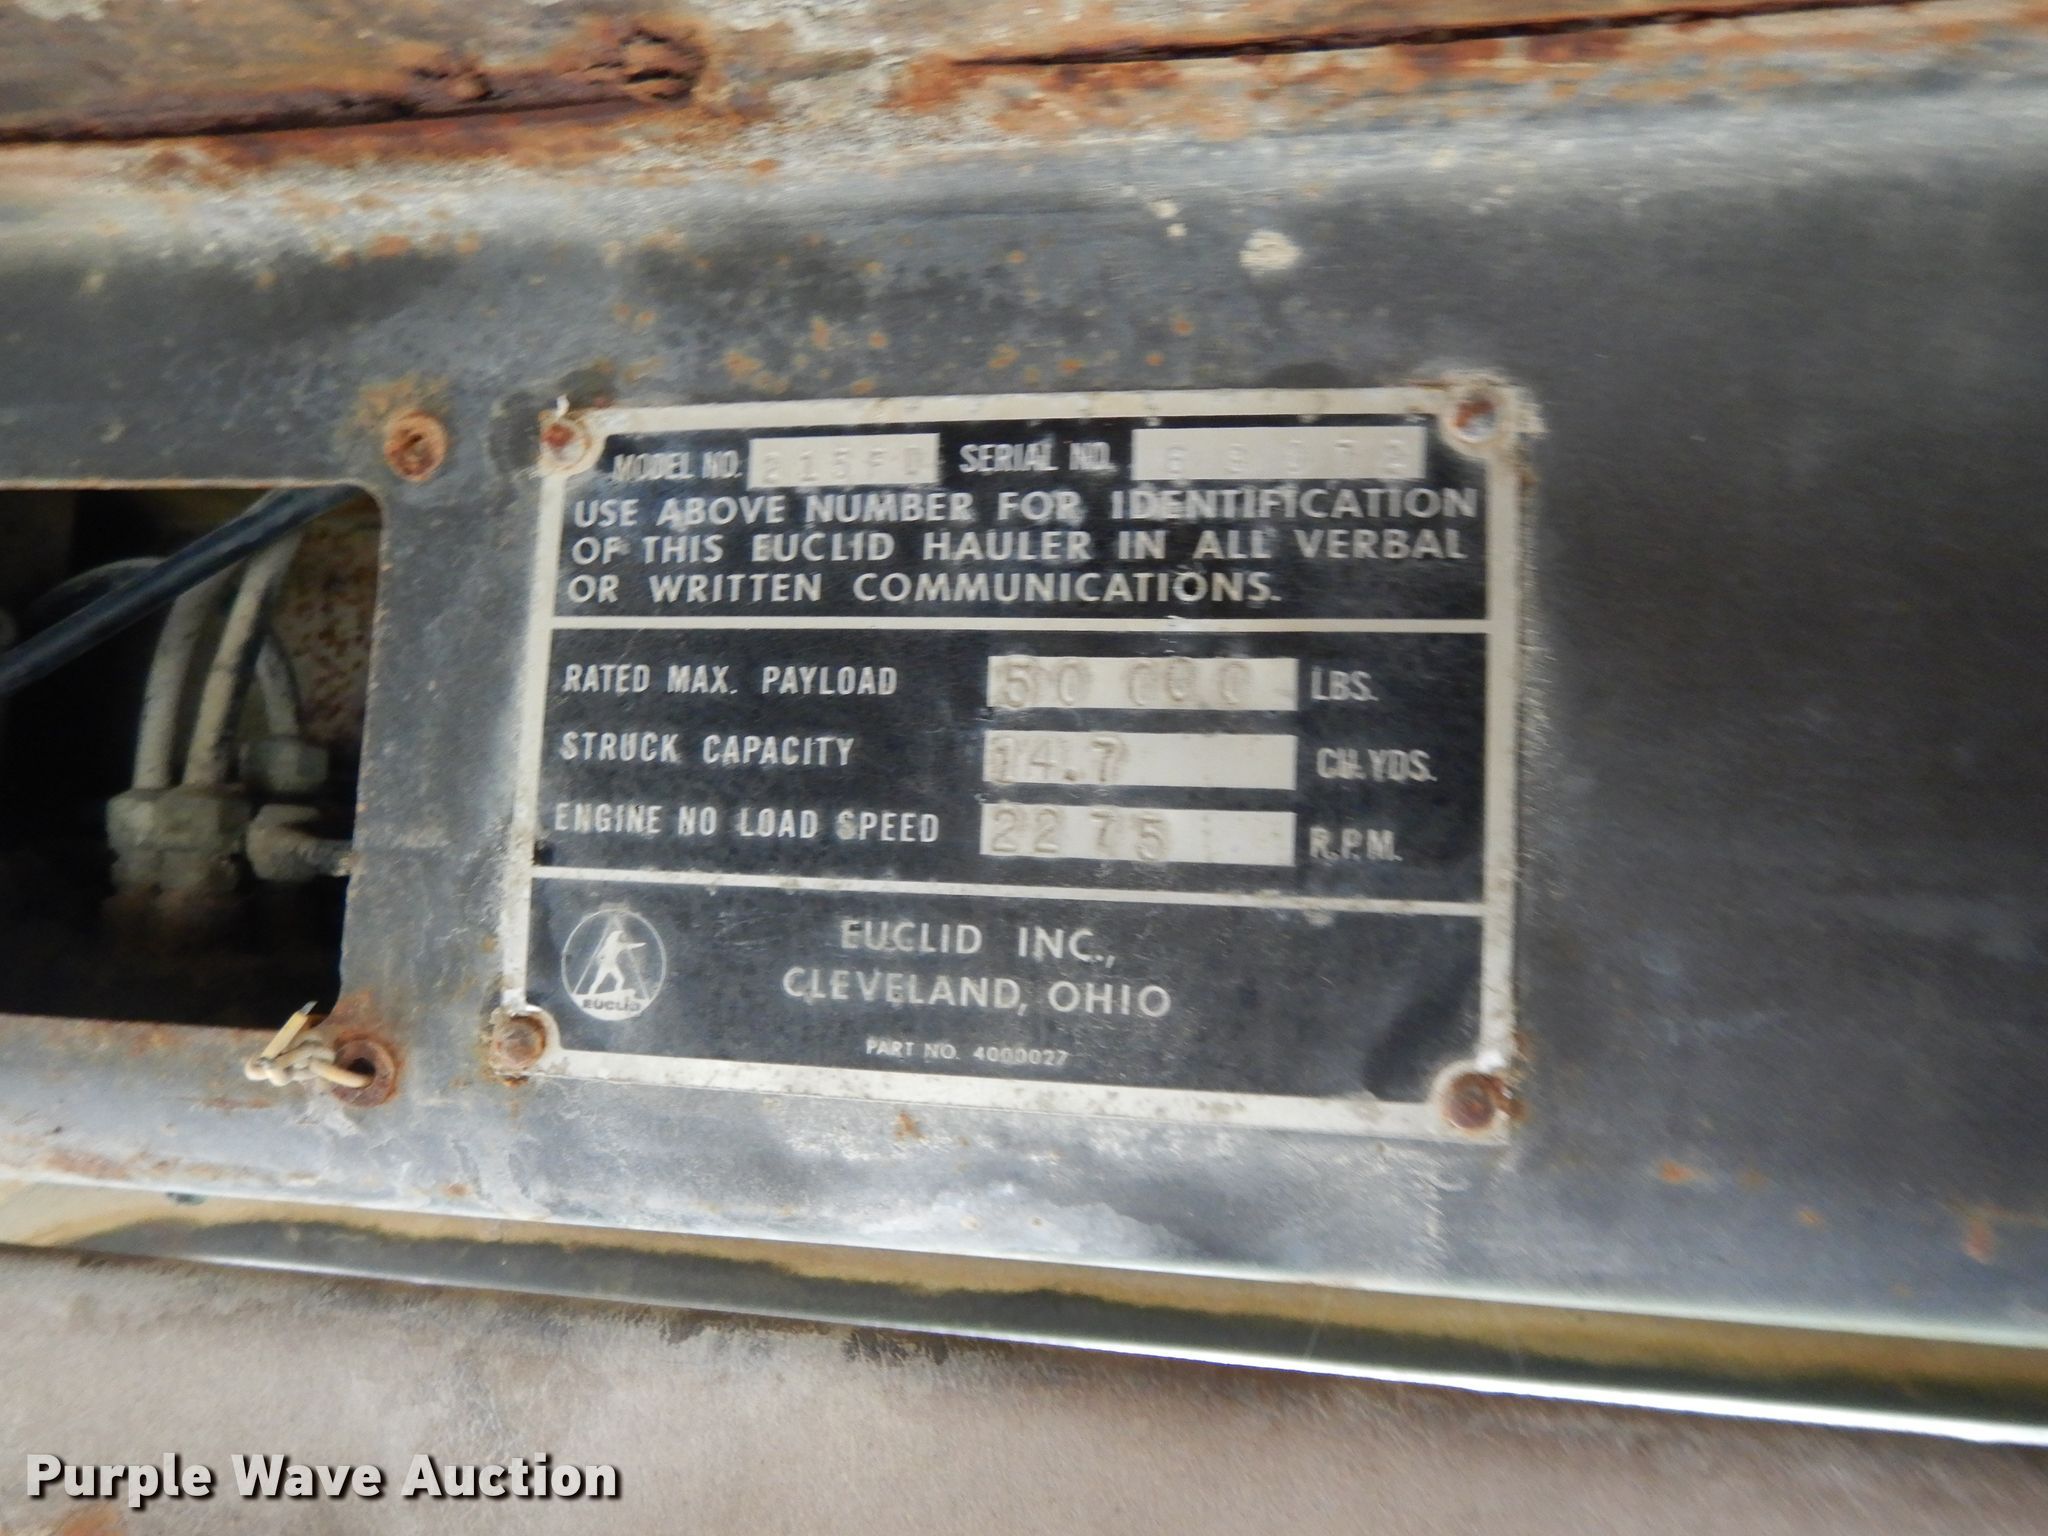 MODEL NO. 215FD SERIAL NO.
USE ABOVE NUMBER FOR IDENTIFICATION
OF THIS EUCLID HAULER IN ALL VERBAL
OR WRITTEN COMMUNICATIONS.
RATED MAX. PAYLOAD 50 000 LBS.
STRUCK CAPACITY 14.7 CU. YDS.
ENGINE NO LOAD SPEED 2275 R.P.M.
EUCLID
EUCLID INC.,
CLEVELAND, OHIO
PART NO. 4000027
Purple Wave Auction